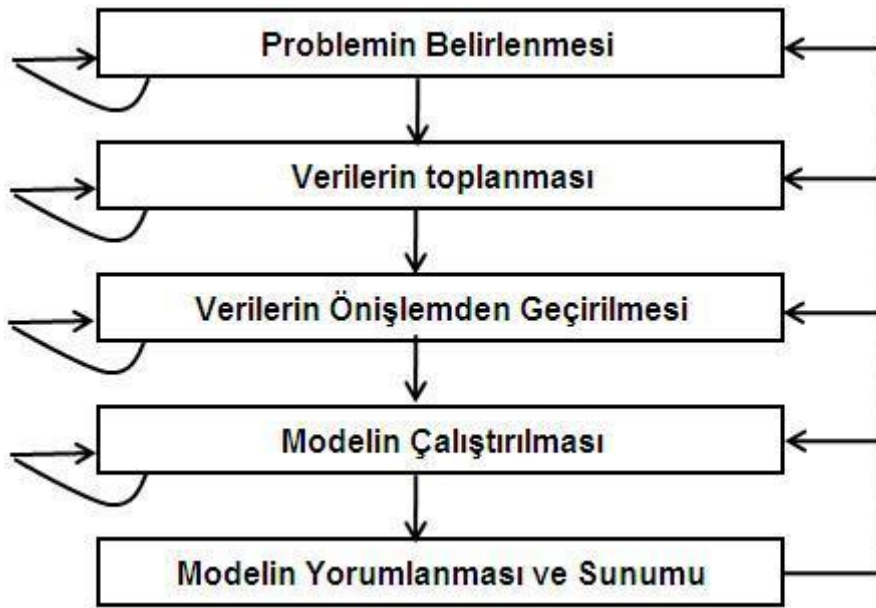 Problemin Belirlenmesi
Verilerin toplanması
Verilerin Önişlemden Geçirilmesi
Modelin Çalıştırılması
Modelin Yorumlanması ve Sunumu